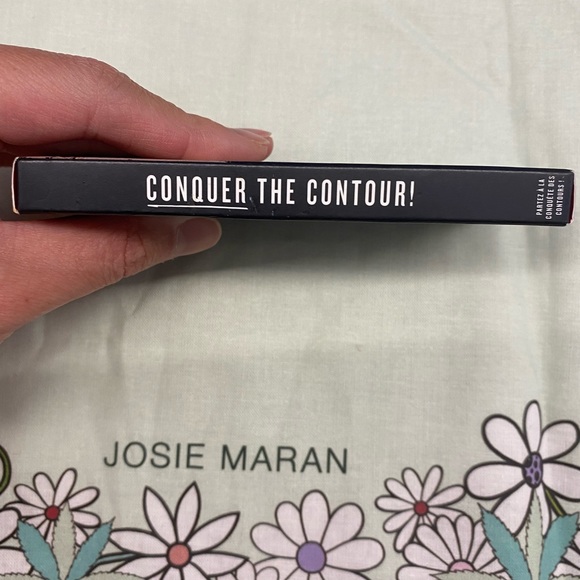 CONQUER THE CONTOUR!
PARTEZ À LA
CONQUÊTE DES
CONTOURS !
JOSIE MARAN